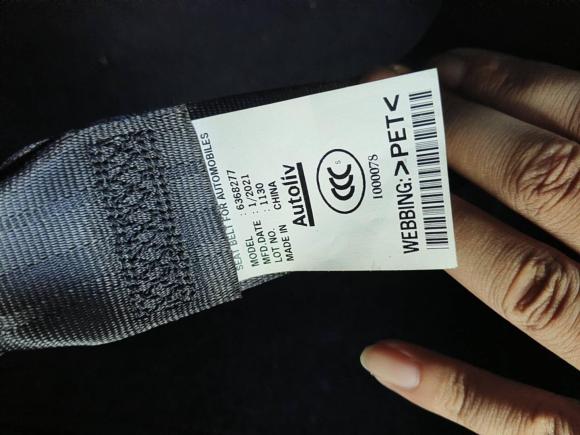 SEAT BELT FOR AUTOMOBILES
MODEL : 6368277
MFD.DATE : 1/2021
LOT NO. : 1130
MADE IN CHINA
Autoliv
CCC S
1000078
WEBBING: >PET<